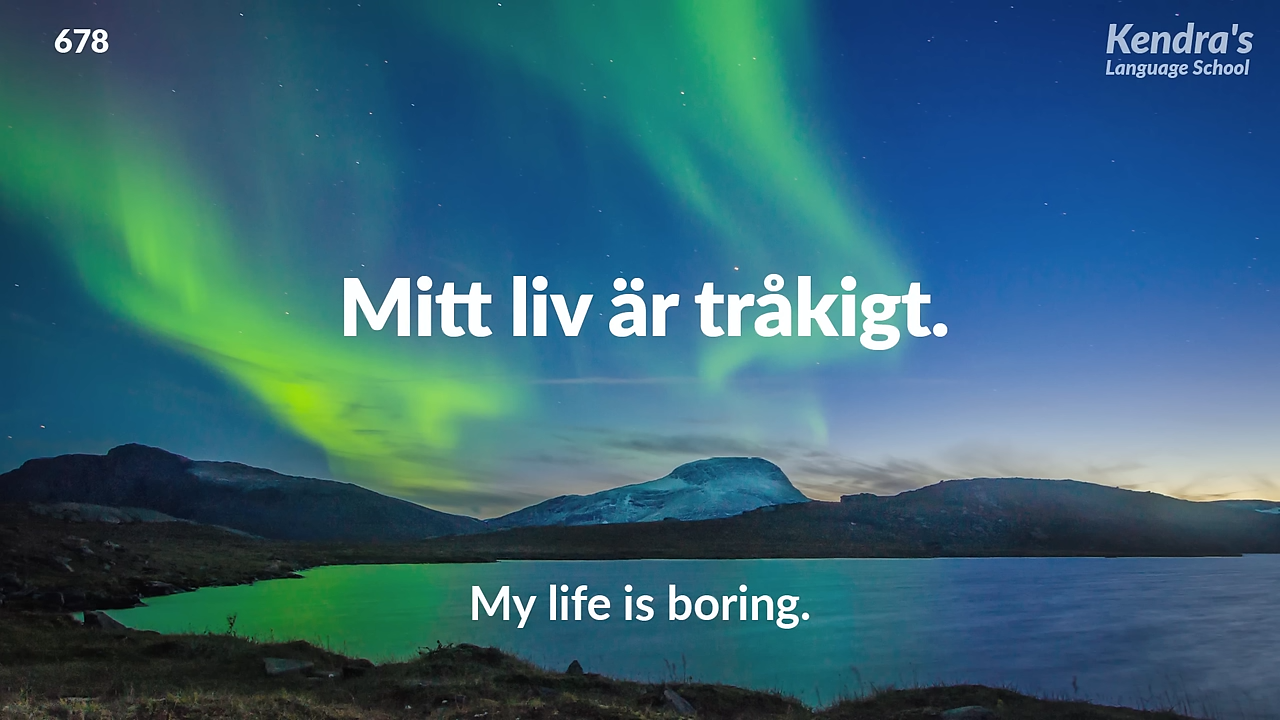 678
Kendra's
Language School
Mitt liv är tråkigt.
My life is boring.